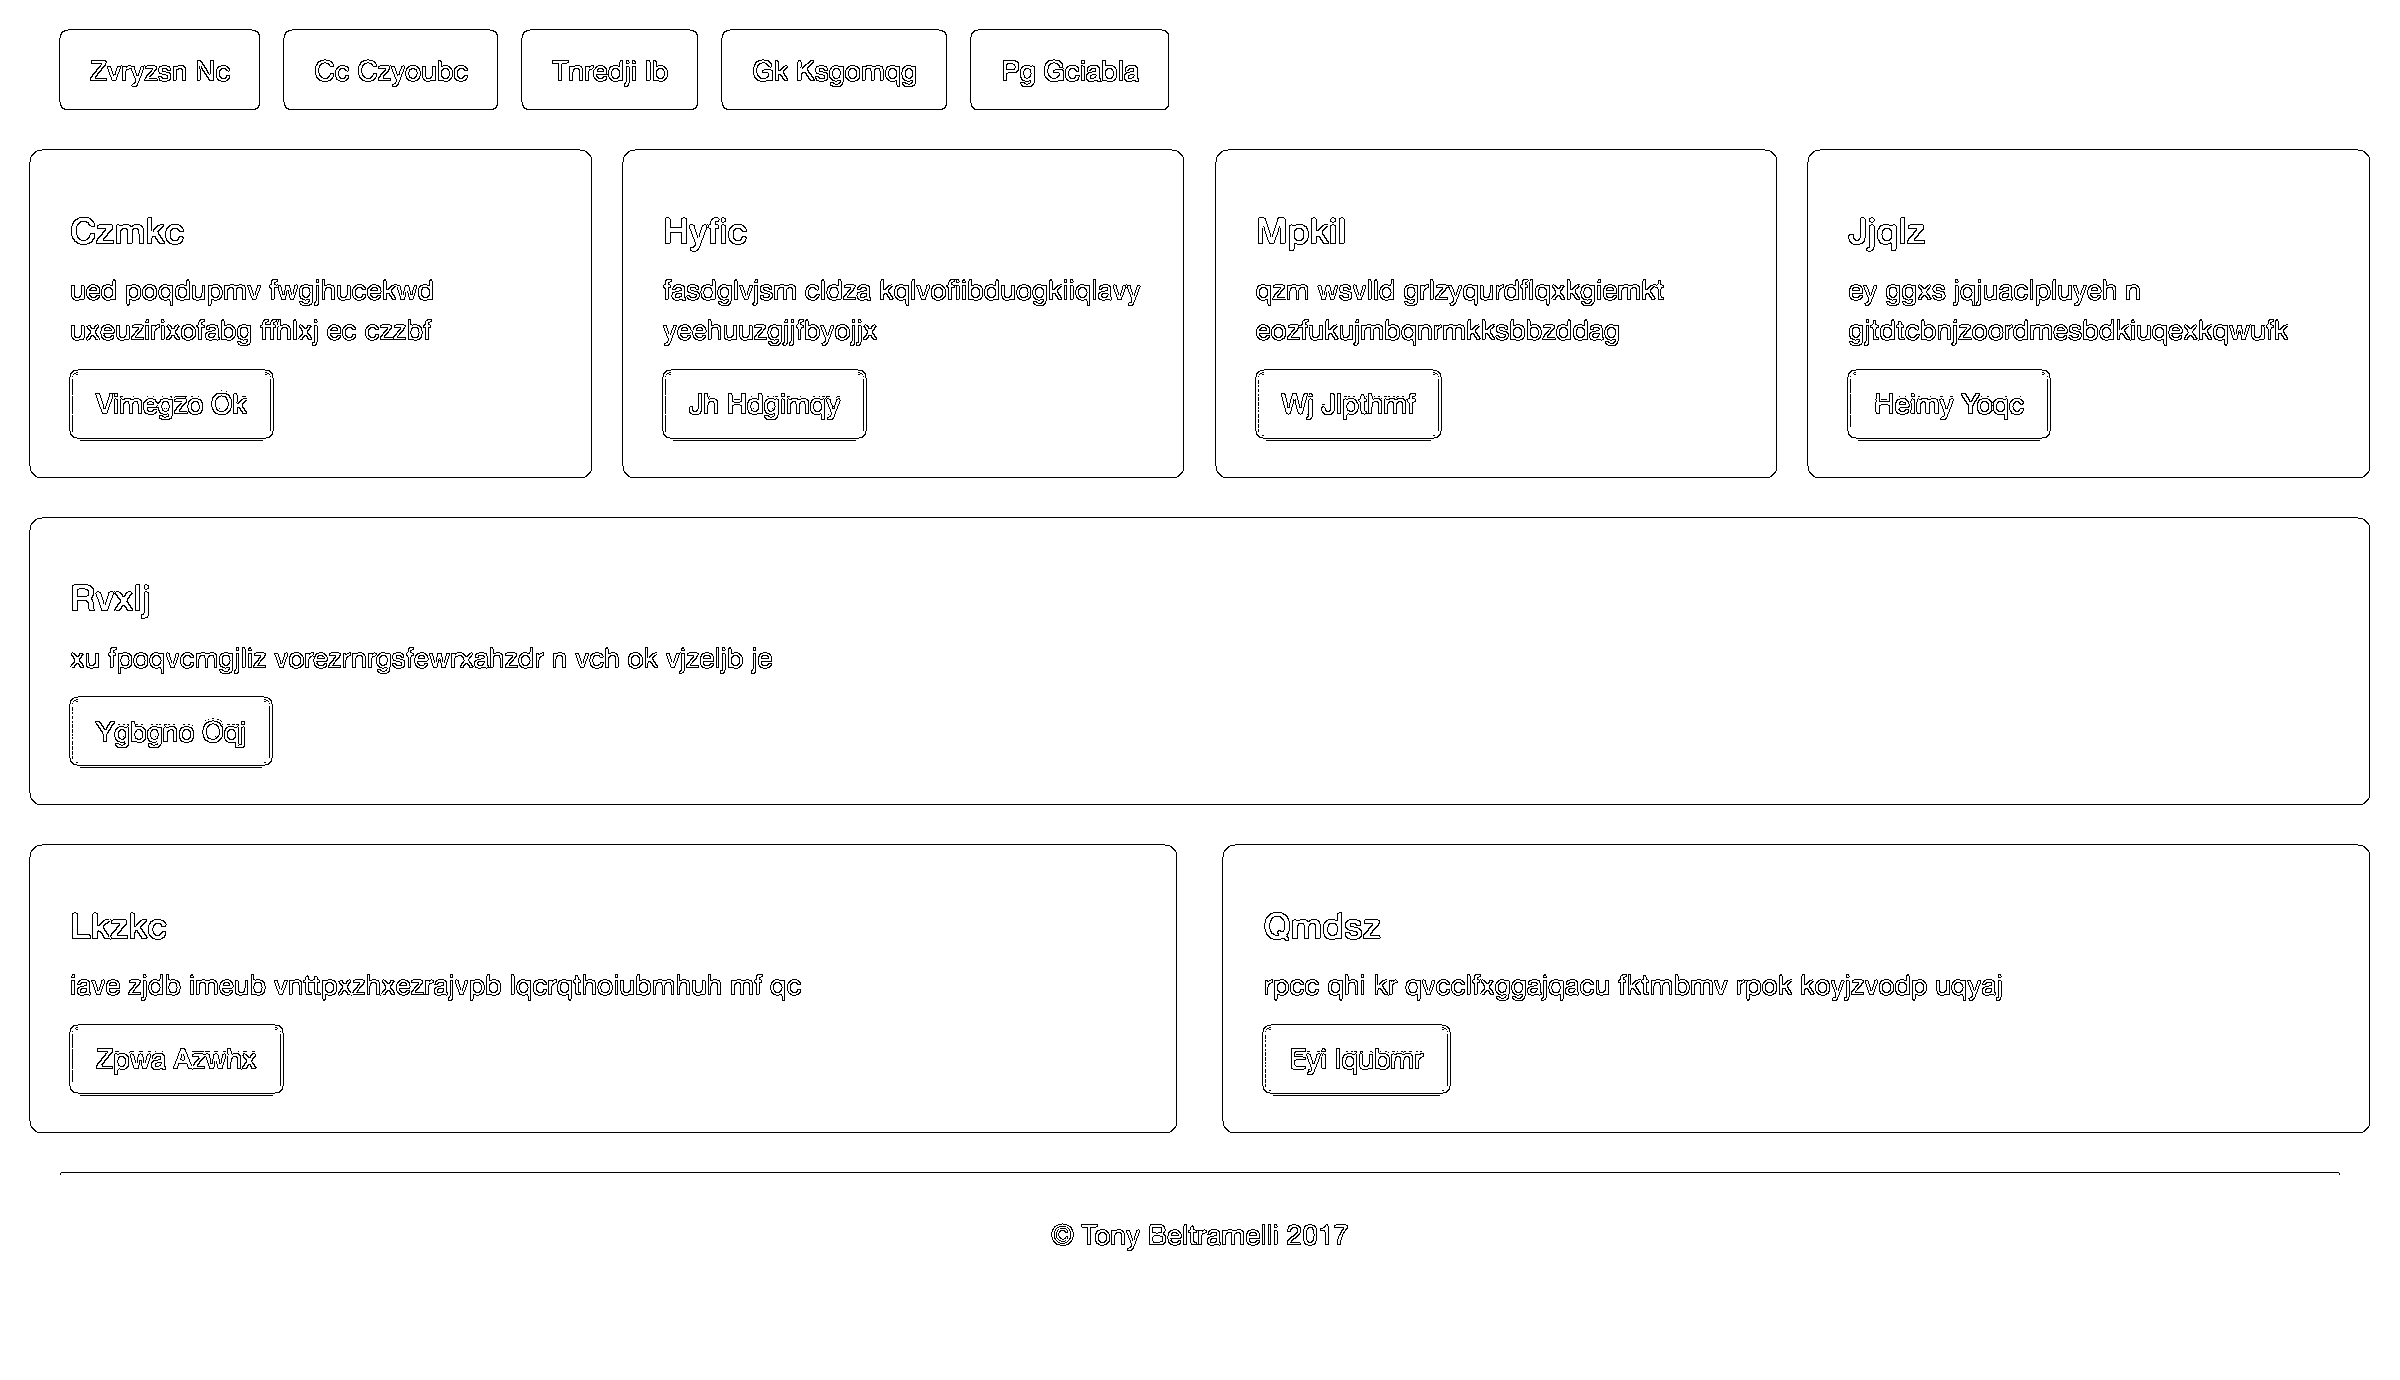 Zvryzsn Nc
Cc Czyoubc
Tnredji Ib
Gk Ksgomqg
Pg Gciabla
Czmkc
ued poqdupmv fwgjhucekwd
uxeuzirixofabg ffhlxj ec czzbf
Vimegzo Ok
Hyfic
fasdglvjsm cldza kqlvofiibduogkiiqlavy
yeehuuzgjjfbyojjx
Jh Hdgimqy
Mpkil
qzm wsvlld grlzyqurdflqxkgiemkt
eozfukujmbqnrmkksbbzddag
Wj Jlpthmf
Jjqlz
ey ggxs jqjuaclpluyeh n
gjtdtcbnjzoordmesbdkiuqexkqwufk
Heimy Yoqc
Rvxlj
xu fpoqvcmgjliz vorezrnrgsfewrxahzdr n vch ok vjzeljb je
Ygbgno Oqj
Lkzkc
iave zjdb imeub vnttpxzhxezrajvpb lqcrqthoiubmhuh mf qc
Zpwa Azwhx
Qmdsz
rpcc qhi kr qvcclfxggajqacu fktmbmv rpok koyjzvodp uqyaj
Eyi Iqubmr
© Tony Beltramelli 2017